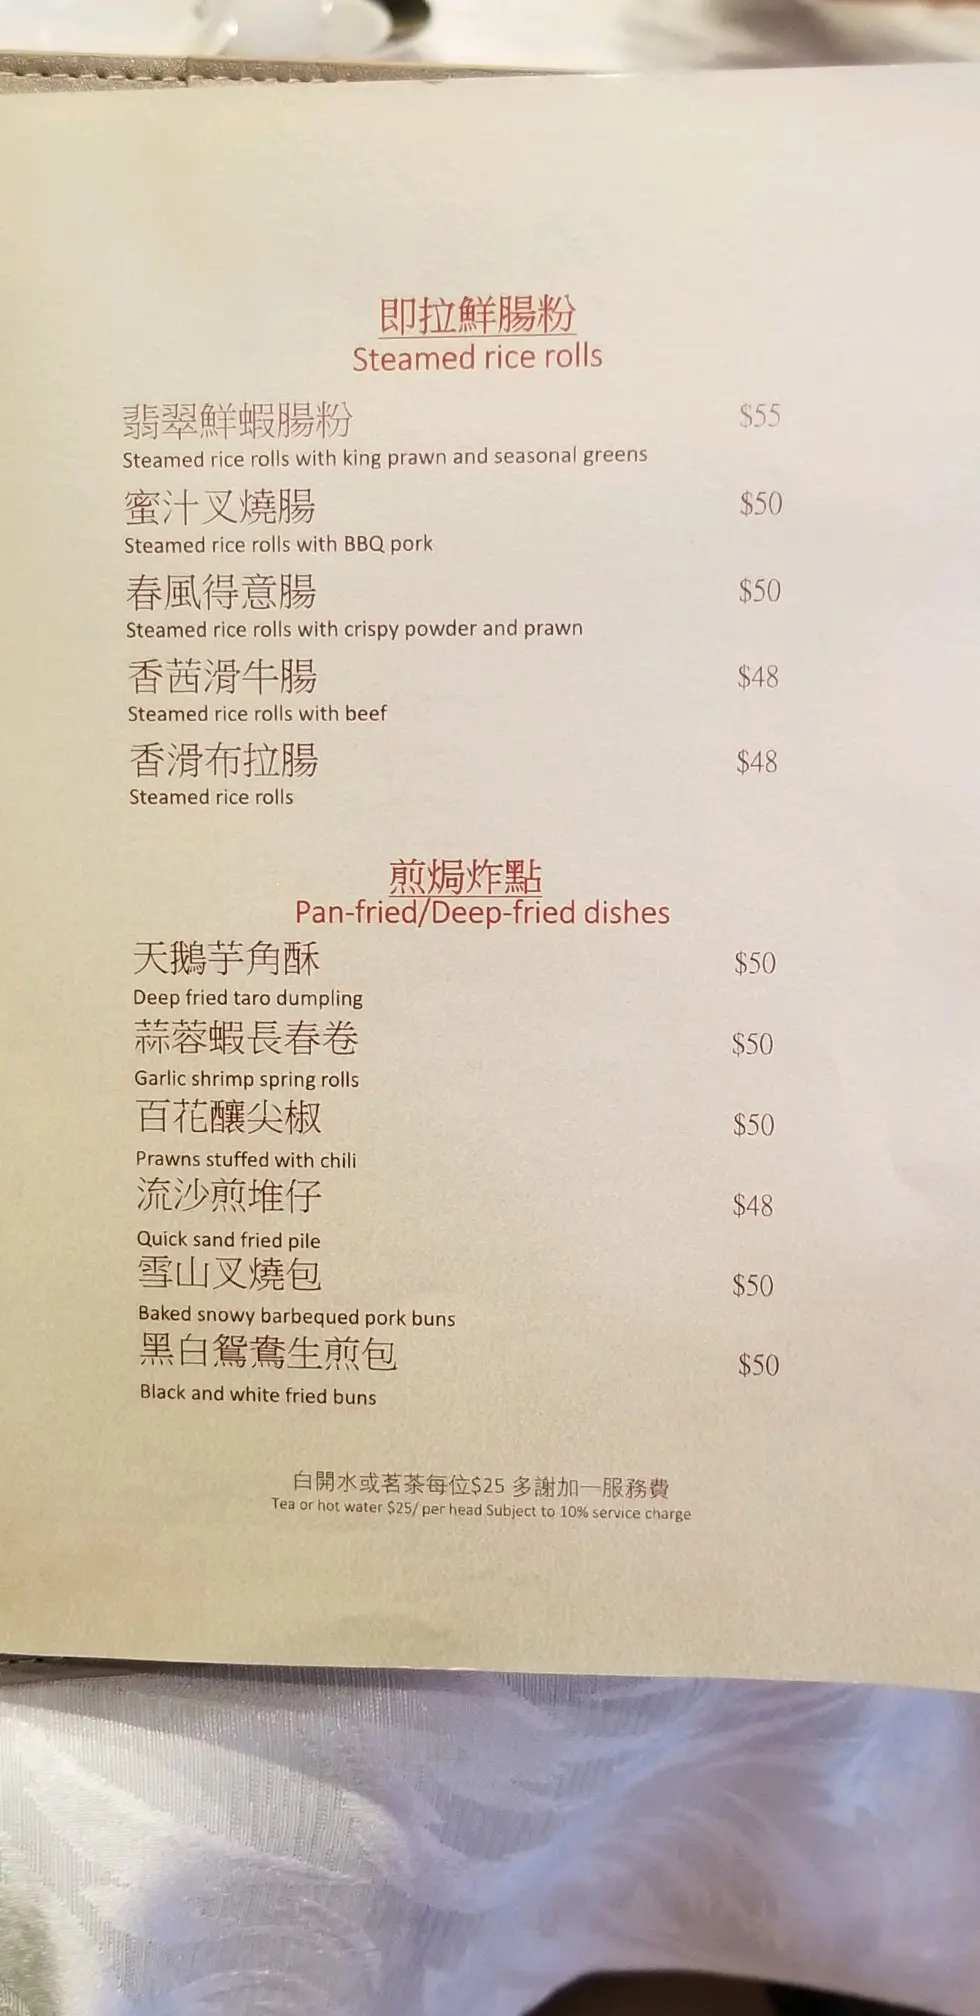 即拉鮮腸粉
Steamed rice rolls
翡翠鮮蝦腸粉 $55
Steamed rice rolls with king prawn and seasonal greens
蜜汁叉燒腸 $50
Steamed rice rolls with BBQ pork
春風得意腸 $50
Steamed rice rolls with crispy powder and prawn
香茜滑牛腸 $48
Steamed rice rolls with beef
香滑布拉腸 $48
Steamed rice rolls
煎焗炸點
Pan-fried/Deep-fried dishes
天鵝芋角酥 $50
Deep fried taro dumpling
蒜蓉蝦長春卷 $50
Garlic shrimp spring rolls
百花釀尖椒 $50
Prawns stuffed with chili
流沙煎堆仔 $48
Quick sand fried pile
雪山叉燒包 $50
Baked snowy barbequed pork buns
黑白鴛鴦生煎包 $50
Black and white fried buns
白開水或茗茶每位$25 多謝加一服務費
Tea or hot water $25/ per head Subject to 10% service charge